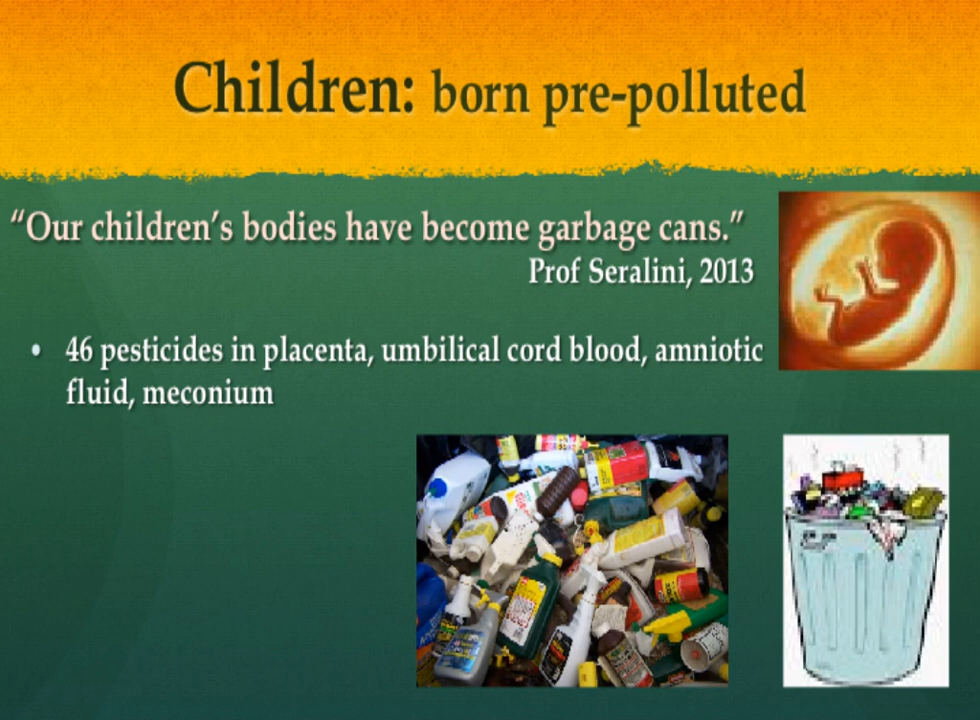 Children: born pre-polluted
“Our children’s bodies have become garbage cans.”
Prof Seralini, 2013
• 46 pesticides in placenta, umbilical cord blood, amniotic
fluid, meconium